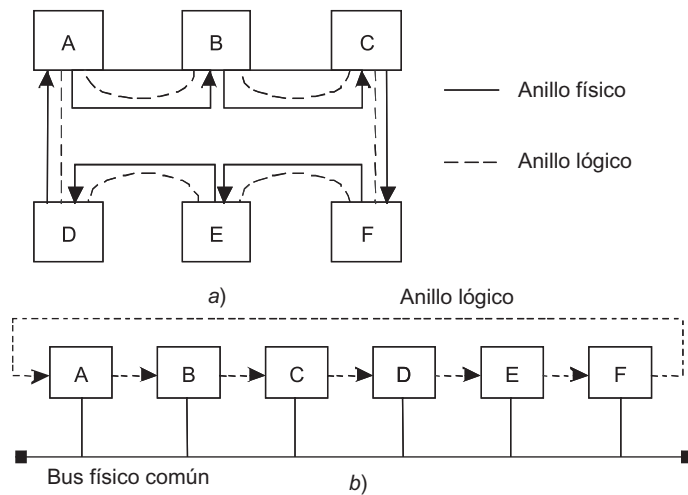 A B C
Anillo físico
Anillo lógico
D E F
a)
Anillo lógico
A B C D E F
Bus físico común
b)